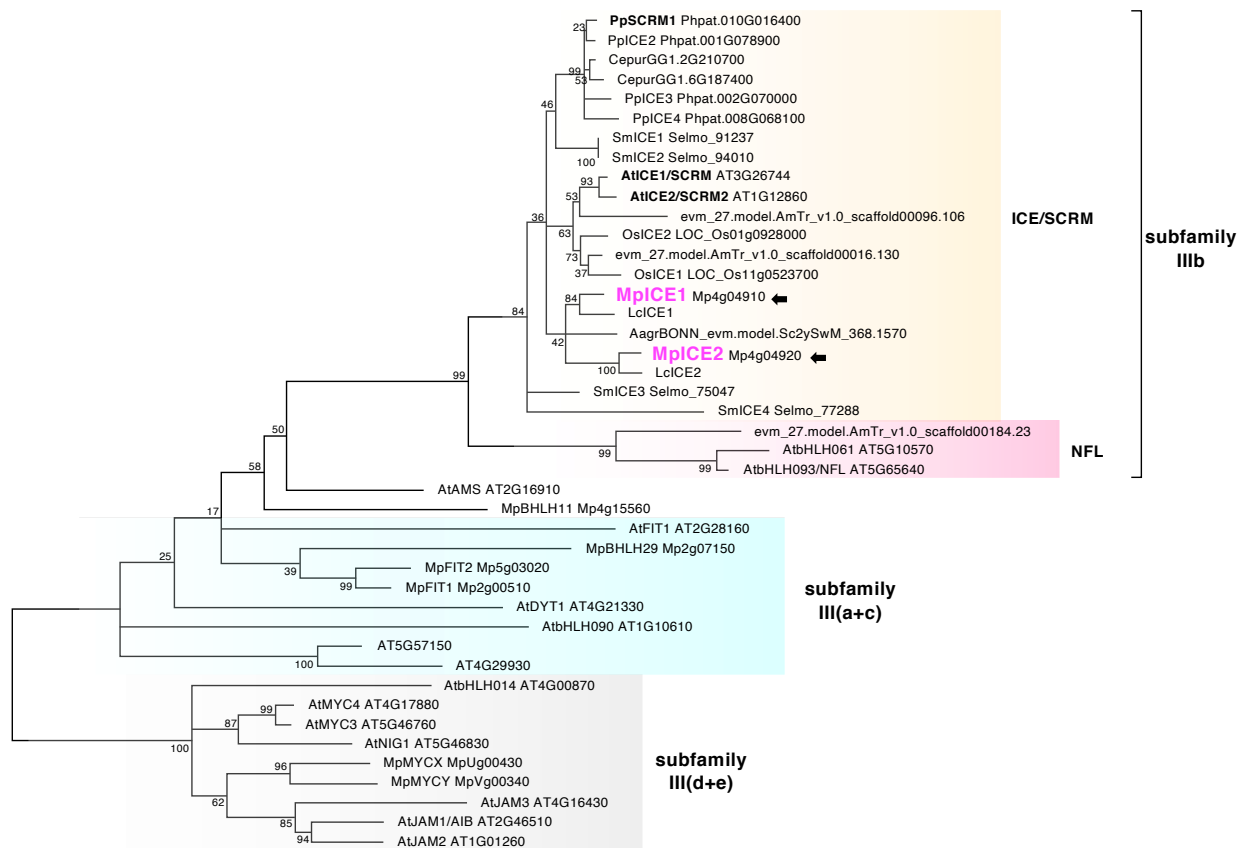 PpSCRM1 Phpat.010G016400
23
PpICE2 Phpat.001G078900
CepurGG1.2G210700
99
53
CepurGG1.6G187400
PpICE3 Phpat.002G070000
46
PpICE4 Phpat.008G068100
SmICE1 Selmo_91237
SmICE2 Selmo_94010
100
AtICE1/SCRM AT3G26744
93
AtICE2/SCRM2 AT1G12860
53
evm_27.model.AmTr_v1.0_scaffold00096.106
36
ICE/SCRM
63
OsICE2 LOC_Os01g0928000
subfamily
IIIb
evm_27.model.AmTr_v1.0_scaffold00016.130
73
37
OsICE1 LOC_Os11g0523700
MpICE1 Mp4g04910
84
LcICE1
84
AagrBONN_evm.model.Sc2ySwM_368.1570
42
MpICE2 Mp4g04920
100
LcICE2
99
SmICE3 Selmo_75047
SmICE4 Selmo_77288
50
evm_27.model.AmTr_v1.0_scaffold00184.23
99
AtbHLH061 AT5G10570
NFL
99
AtbHLH093/NFL AT5G65640
58
AtAMS AT2G16910
MpBHLH11 Mp4g15560
17
AtFIT1 AT2G28160
25
MpBHLH29 Mp2g07150
39
MpFIT2 Mp5g03020
99
MpFIT1 Mp2g00510
subfamily
III(a+c)
AtDYT1 AT4G21330
AtbHLH090 AT1G10610
AT5G57150
100
AT4G29930
AtbHLH014 AT4G00870
99
AtMYC4 AT4G17880
87
AtMYC3 AT5G46760
100
AtNIG1 AT5G46830
96
MpMYCX MpUg00430
subfamily
III(d+e)
MpMYCY MpVg00340
62
AtJAM3 AT4G16430
85
AtJAM1/AIB AT2G46510
94
AtJAM2 AT1G01260